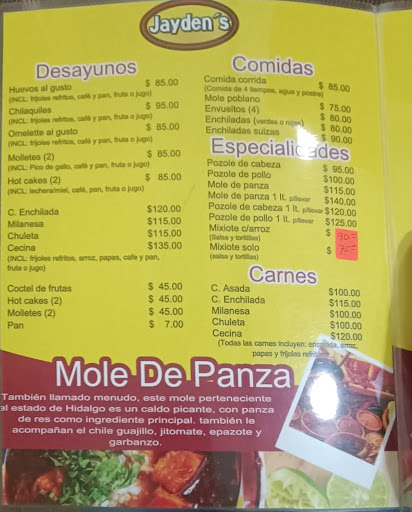 Jayden´s
Desayunos
Huevos al gusto $ 85.00
(INCL: frijoles refritos, café y pan, fruta o jugo)
Chilaquiles $ 95.00
(INCL: frijoles refritos, café y pan, fruta o jugo)
Omelette al gusto $ 85.00
(INCL: frijoles refritos, café y pan, fruta o jugo)
Molletes (2) $ 85.00
(INCL: Pico de gallo, café y pan, fruta o jugo)
Hot cakes (2) $ 85.00
(INCL: lechera/miel, café, pan, fruta o jugo)
C. Enchilada $120.00
Milanesa $115.00
Chuleta $115.00
Cecina $135.00
(INCL: frijoles refritos, arroz, papas, cafe y pan,
fruta o jugo)
Coctel de frutas $ 45.00
Hot cakes (2) $ 45.00
Molletes (2) $ 45.00
Pan $ 7.00
Comidas
Comida corrida $ 85.00
(Comida de 4 tiempos, agua y postre)
Mole poblano
Envueltos (4) $ 75.00
Enchiladas (verdes o rojas) $ 80.00
Enchiladas suizas $ 80.00
$ 90.00
Especialidades
Pozole de cabeza $ 95.00
Pozole de pollo $100.00
Mole de panza $115.00
Mole de panza 1 lt. p/llevar $140.00
Pozole de cabeza 1 lt. p/llevar $120.00
Pozole de pollo 1 lt. p/llevar $125.00
Mixiote c/arroz $ 90=
(Salsa y tortillas)
Mixiote solo $
(salsa y tortillas)
Carnes
C. Asada $100.00
C. Enchilada $115.00
Milanesa $100.00
Chuleta $100.00
Cecina $120.00
(Todas las carnes incluyen: ensalada, arroz,
papas y frijoles refritos)
Mole De Panza
También llamado menudo, este mole perteneciente
al estado de Hidalgo es un caldo picante, con panza
de res como ingrediente principal. también le
acompañan el chile guajillo, jitomate, epazote y
garbanzo.